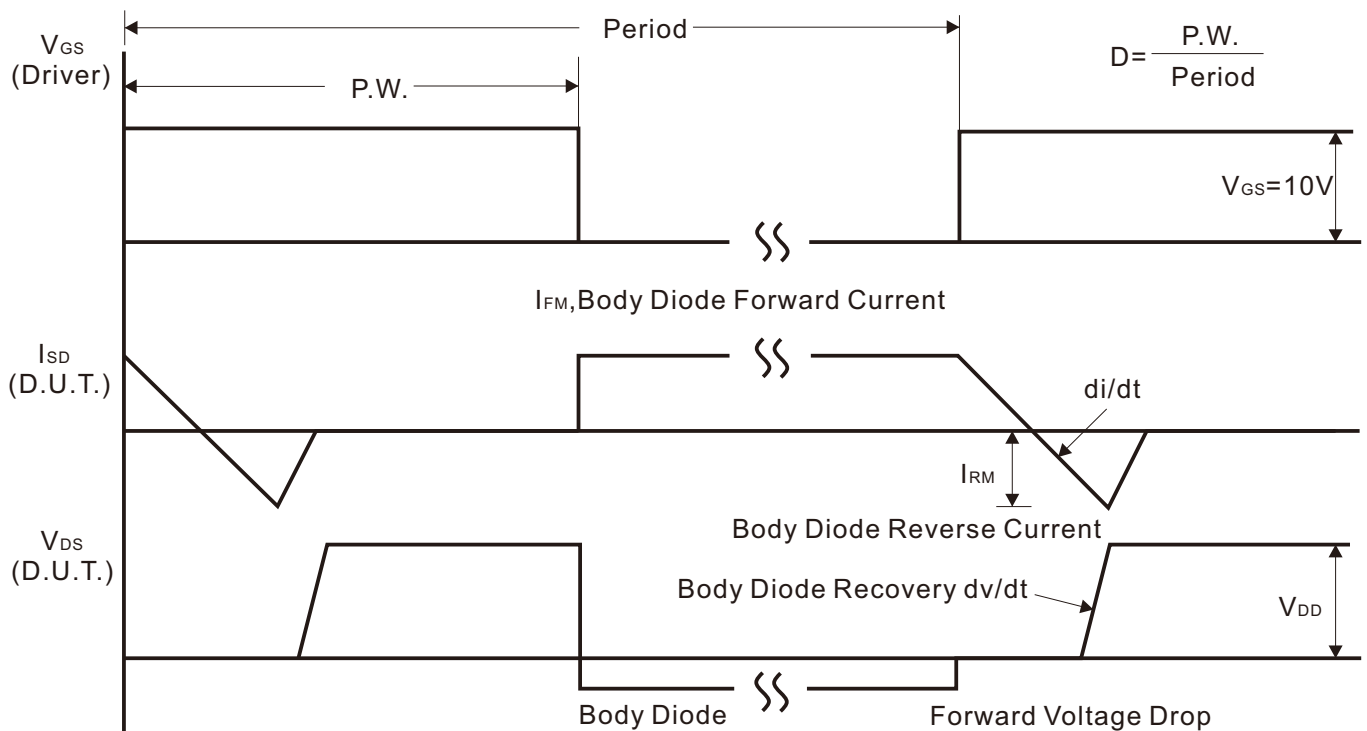 Period
VGS
(Driver)
D= P.W.
Period
P.W.
VGS=10V
IFM,Body Diode Forward Current
ISD
(D.U.T.)
di/dt
IRM
Body Diode Reverse Current
VDS
(D.U.T.)
Body Diode Recovery dv/dt
VDD
Body Diode
Forward Voltage Drop